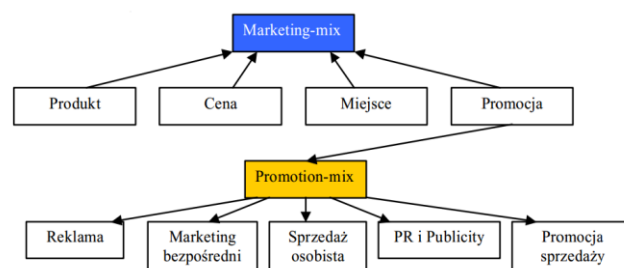 Marketing-mix
Produkt
Cena
Miejsce
Promocja
Promotion-mix
Reklama
Marketing
bezpośredni
Sprzedaż
osobista
PR i Publicity
Promocja
sprzedaży